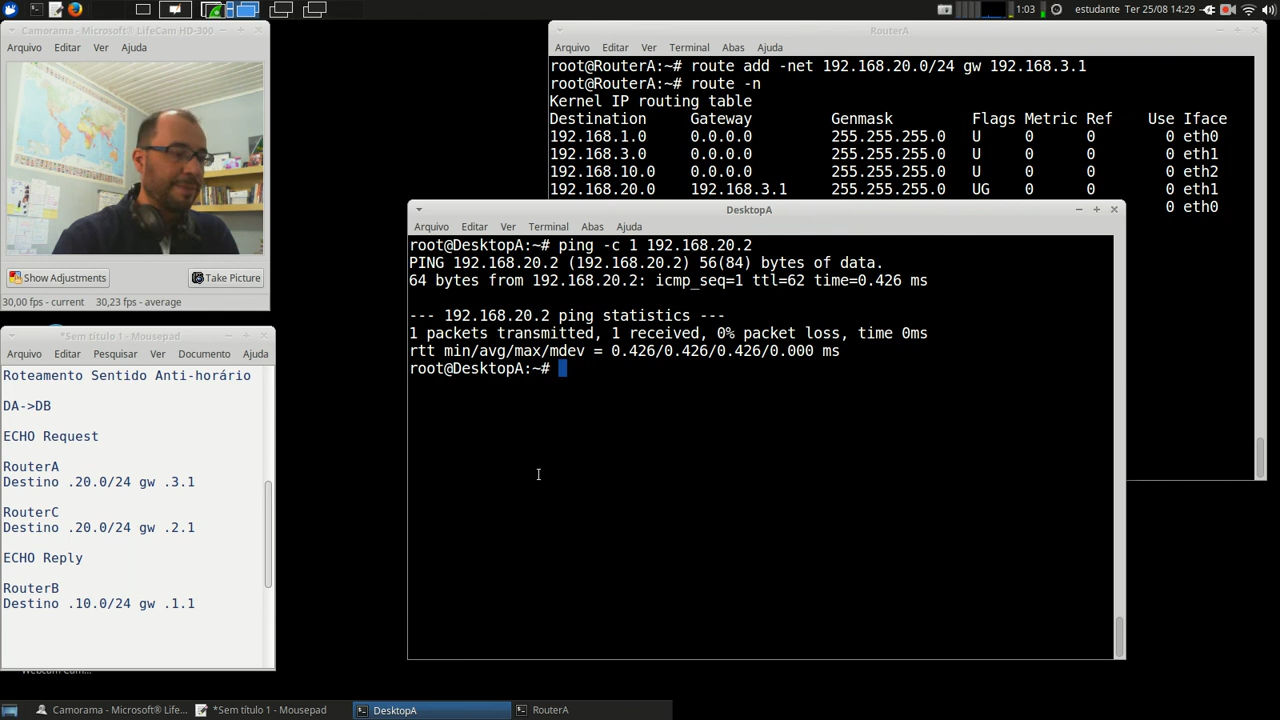 1:03
estudante
Ter 25/08 14:29
Camorama - Microsoft® LifeCam HD-300
Arquivo Editar Ver Ajuda
Show Adjustments
Take Picture
30,00 fps - current 30,23 fps - average
RouterA
Arquivo Editar Ver Terminal Abas Ajuda
root@RouterA:~# route add -net 192.168.20.0/24 gw 192.168.3.1
root@RouterA:~# route -n
Kernel IP routing table
Destination Gateway Genmask Flags Metric Ref Use Iface
192.168.1.0 0.0.0.0 255.255.255.0 U 0 0 0 eth0
192.168.3.0 0.0.0.0 255.255.255.0 U 0 0 0 eth1
192.168.10.0 0.0.0.0 255.255.255.0 U 0 0 0 eth2
192.168.20.0 192.168.3.1 255.255.255.0 UG 0 0 0 eth1
0 eth0
DesktopA
Arquivo Editar Ver Terminal Abas Ajuda
root@DesktopA:~# ping -c 1 192.168.20.2
PING 192.168.20.2 (192.168.20.2) 56(84) bytes of data.
64 bytes from 192.168.20.2: icmp_seq=1 ttl=62 time=0.426 ms
--- 192.168.20.2 ping statistics ---
1 packets transmitted, 1 received, 0% packet loss, time 0ms
rtt min/avg/max/mdev = 0.426/0.426/0.426/0.000 ms
root@DesktopA:~#
*Sem título 1 - Mousepad
Arquivo Editar Pesquisar Ver Documento Ajuda
Roteamento Sentido Anti-horário
DA->DB
ECHO Request
RouterA
Destino .20.0/24 gw .3.1
RouterC
Destino .20.0/24 gw .2.1
ECHO Reply
RouterB
Destino .10.0/24 gw .1.1
Camorama - Microsoft® LifeCam...
*Sem título 1 - Mousepad
DesktopA
RouterA